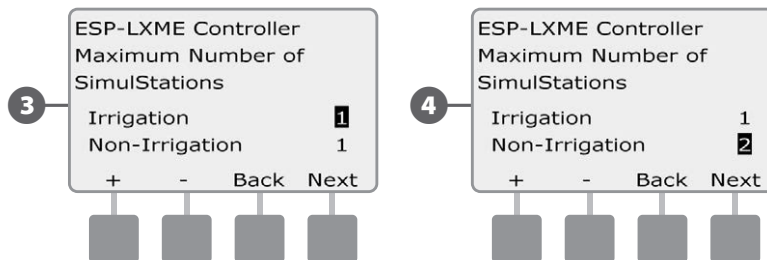 3
ESP-LXME Controller
Maximum Number of
SimulStations
Irrigation 1
Non-Irrigation 1
+ - Back Next
4
ESP-LXME Controller
Maximum Number of
SimulStations
Irrigation 1
Non-Irrigation 2
+ - Back Next